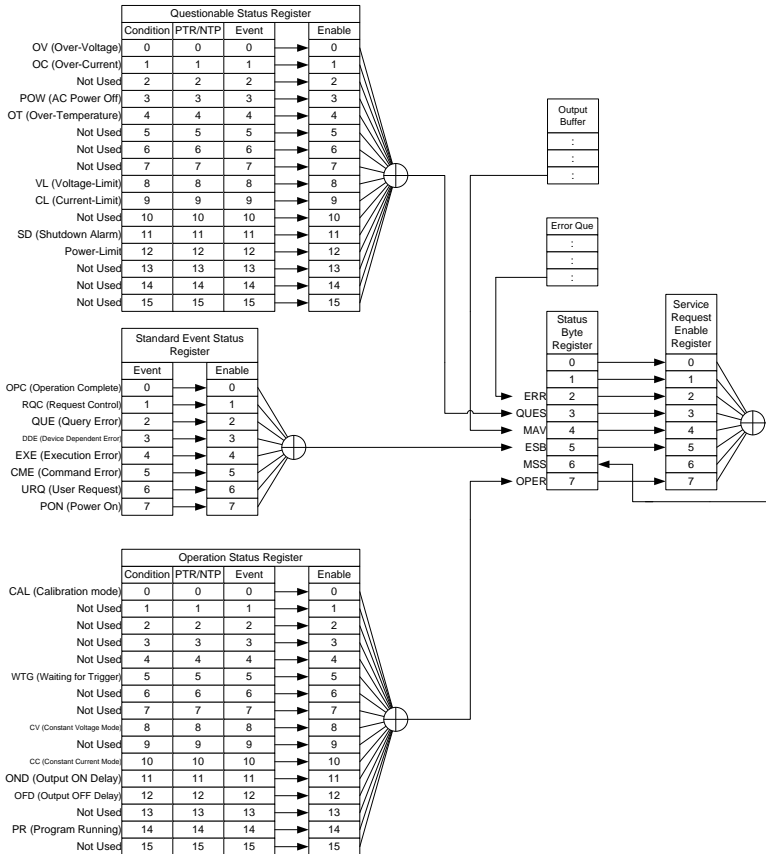 Questionable Status Register
Condition PTR/NTP Event Enable
OV (Over-Voltage) 0 0 0 0
OC (Over-Current) 1 1 1 1
Not Used 2 2 2 2
POW (AC Power Off) 3 3 3 3
OT (Over-Temperature) 4 4 4 4
Not Used 5 5 5 5
Not Used 6 6 6 6
Not Used 7 7 7 7
VL (Voltage-Limit) 8 8 8 8
CL (Current-Limit) 9 9 9 9
Not Used 10 10 10 10
SD (Shutdown Alarm) 11 11 11 11
Power-Limit 12 12 12 12
Not Used 13 13 13 13
Not Used 14 14 14 14
Not Used 15 15 15 15
Output
Buffer
:
:
:
Error Que
:
:
:
Standard Event Status
Register
Event Enable
OPC (Operation Complete) 0 0
RQC (Request Control) 1 1
QUE (Query Error) 2 2
DDE (Device Dependent Error) 3 3
EXE (Execution Error) 4 4
CME (Command Error) 5 5
URQ (User Request) 6 6
PON (Power On) 7 7
Status
Byte
Register
Service
Request
Enable
Register
0 0
1 1
ERR 2 2
QUES 3 3
MAV 4 4
ESB 5 5
MSS 6 6
OPER 7 7
Operation Status Register
Condition PTR/NTP Event Enable
CAL (Calibration mode) 0 0 0 0
Not Used 1 1 1 1
Not Used 2 2 2 2
Not Used 3 3 3 3
Not Used 4 4 4 4
WTG (Waiting for Trigger) 5 5 5 5
Not Used 6 6 6 6
Not Used 7 7 7 7
CV (Constant Voltage Mode) 8 8 8 8
Not Used 9 9 9 9
CC (Constant Current Mode) 10 10 10 10
OND (Output ON Delay) 11 11 11 11
OFD (Output OFF Delay) 12 12 12 12
Not Used 13 13 13 13
PR (Program Running) 14 14 14 14
Not Used 15 15 15 15